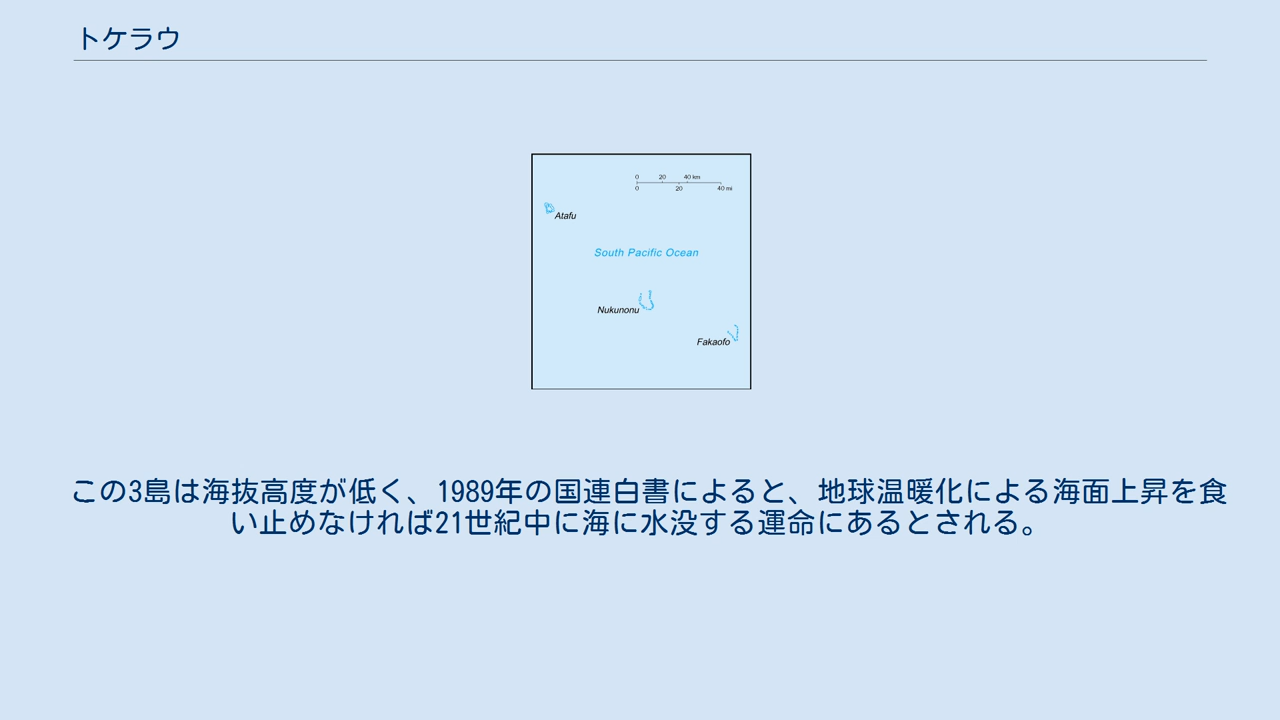 トケラウ
0 20 40 km
0 20 40 mi
Atafu
South Pacific Ocean
Nukunonu
Fakaofo
この3島は海抜高度が低く、1989年の国連白書によると、地球温暖化による海面上昇を食
い止めなければ21世紀中に海に水没する運命にあるとされる。